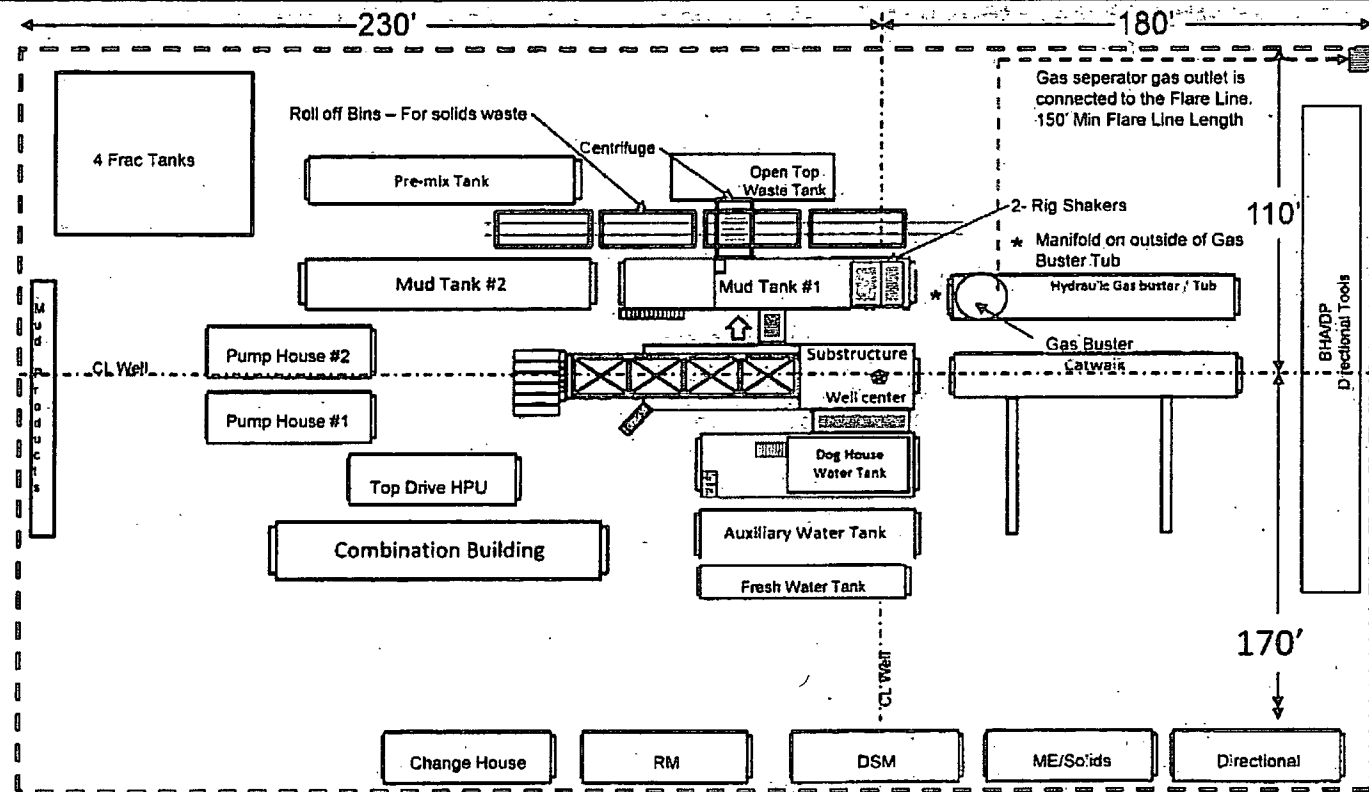 230'
180'
Gas seperator gas outlet is
connected to the Flare Line.
150' Min Flare Line Length
Roll off Bins – For solids waste
4 Frac Tanks
Centrifuge
Pre-mix Tank
Open Top
Waste Tank
2- Rig Shakers
110'
* Manifold on outside of Gas
Buster Tub
Mud Tank #2
Mud Tank #1
*
Hydraulic Gas buster / Tub
Mud Products
BHA/DP
Directional Tools
Gas Buster
Pump House #2
Substructure
Catwalk
CL Well
Well center
Pump House #1
Dog House
Water Tank
Top Drive HPU
Auxiliary Water Tank
Combination Building
Fresh Water Tank
170'
CL Well
Change House
RM
DSM
ME/Solids
Directional